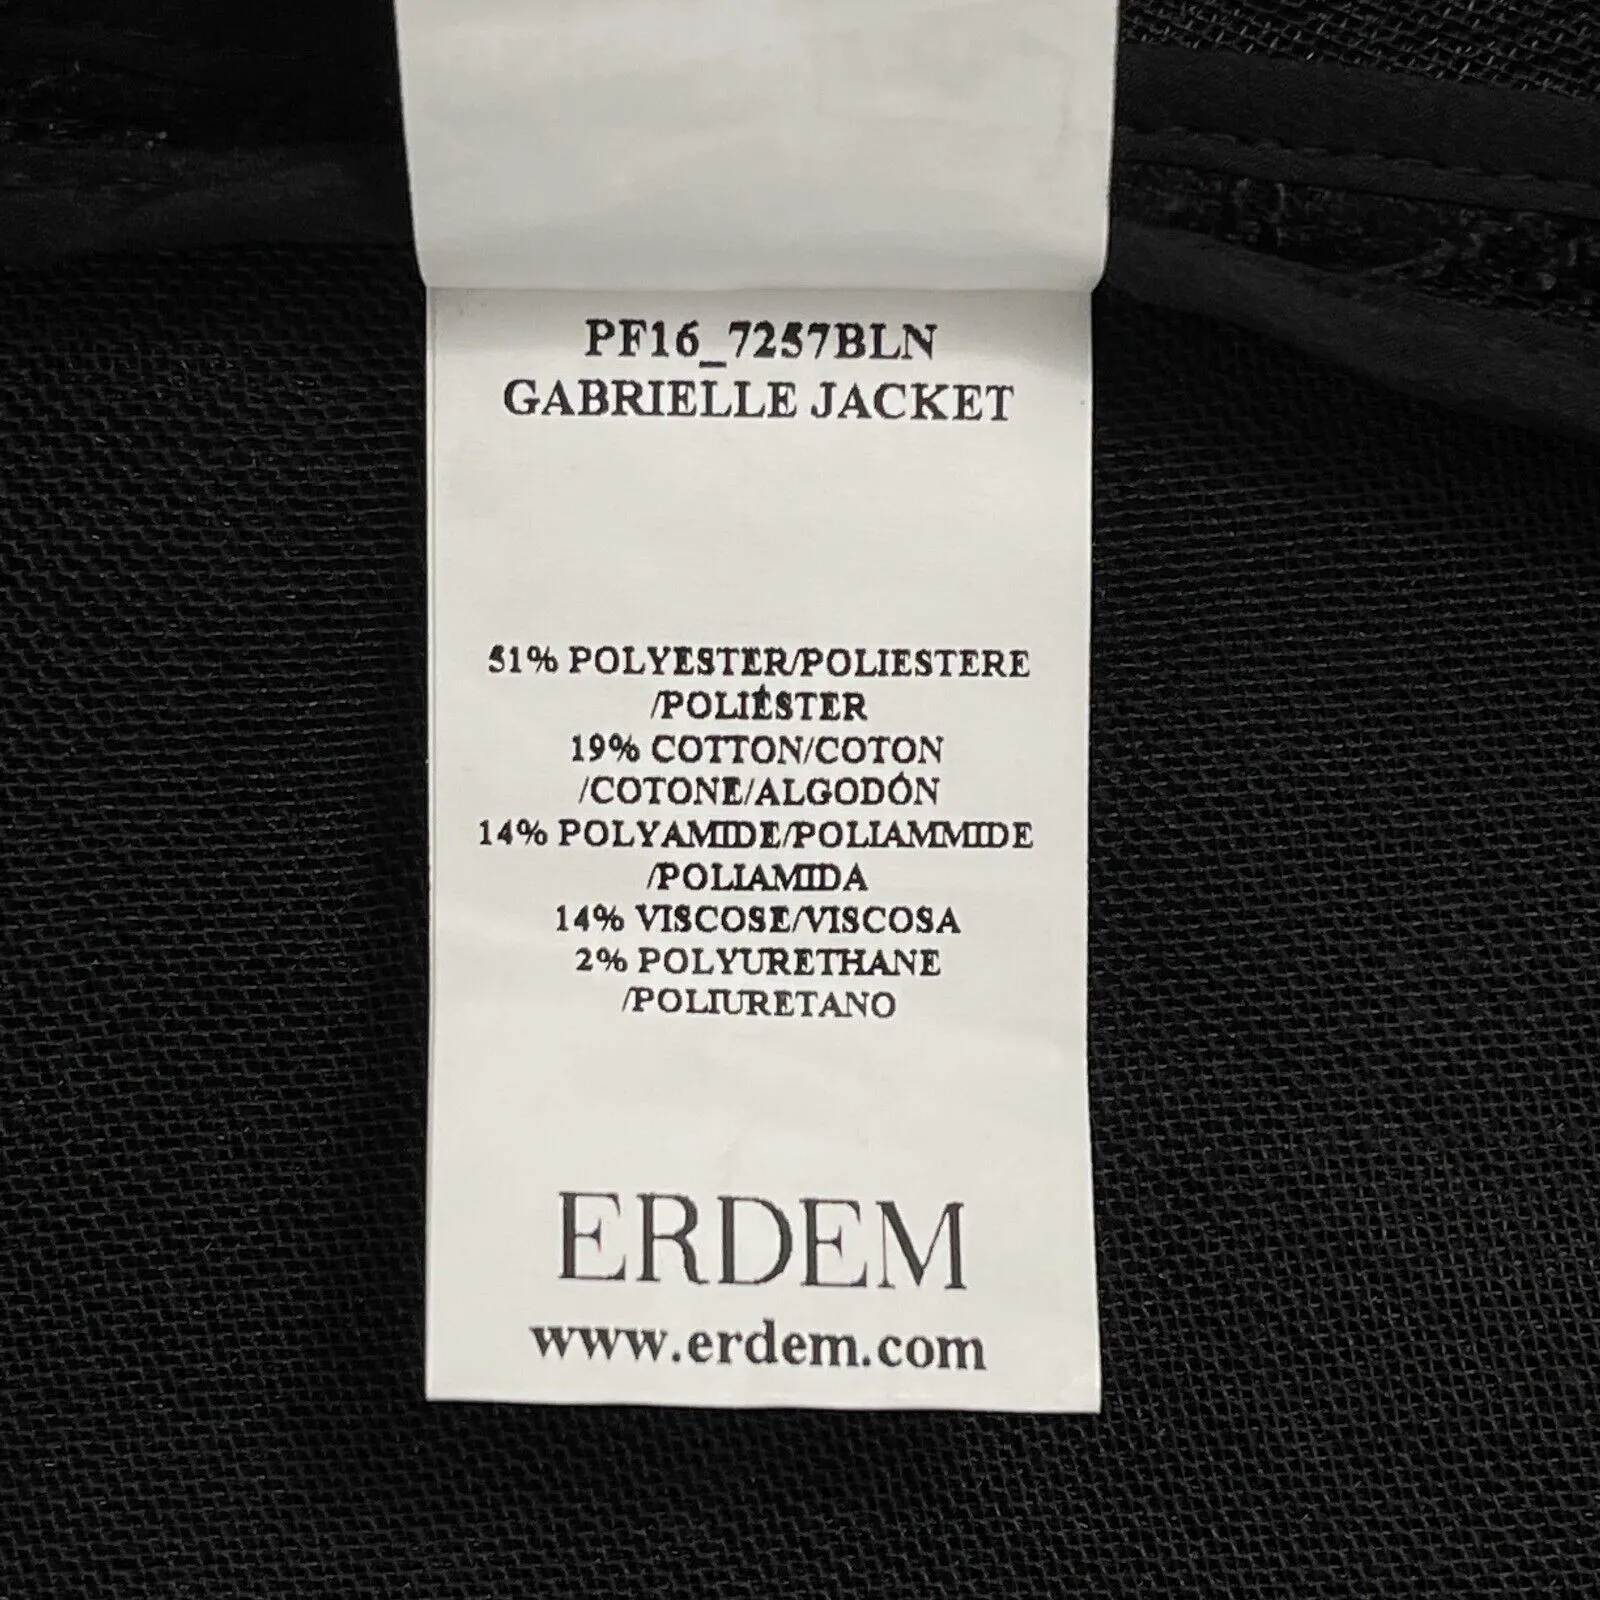 PF16_7257BLN
GABRIELLE JACKET
51% POLYESTER/POLIESTERE
/POLIÉSTER
19% COTTON/COTON
/COTONE/ALGODÓN
14% POLYAMIDE/POLIAMMIDE
/POLIAMIDA
14% VISCOSE/VISCOSA
2% POLYURETHANE
/POLIURETANO
ERDEM
www.erdem.com